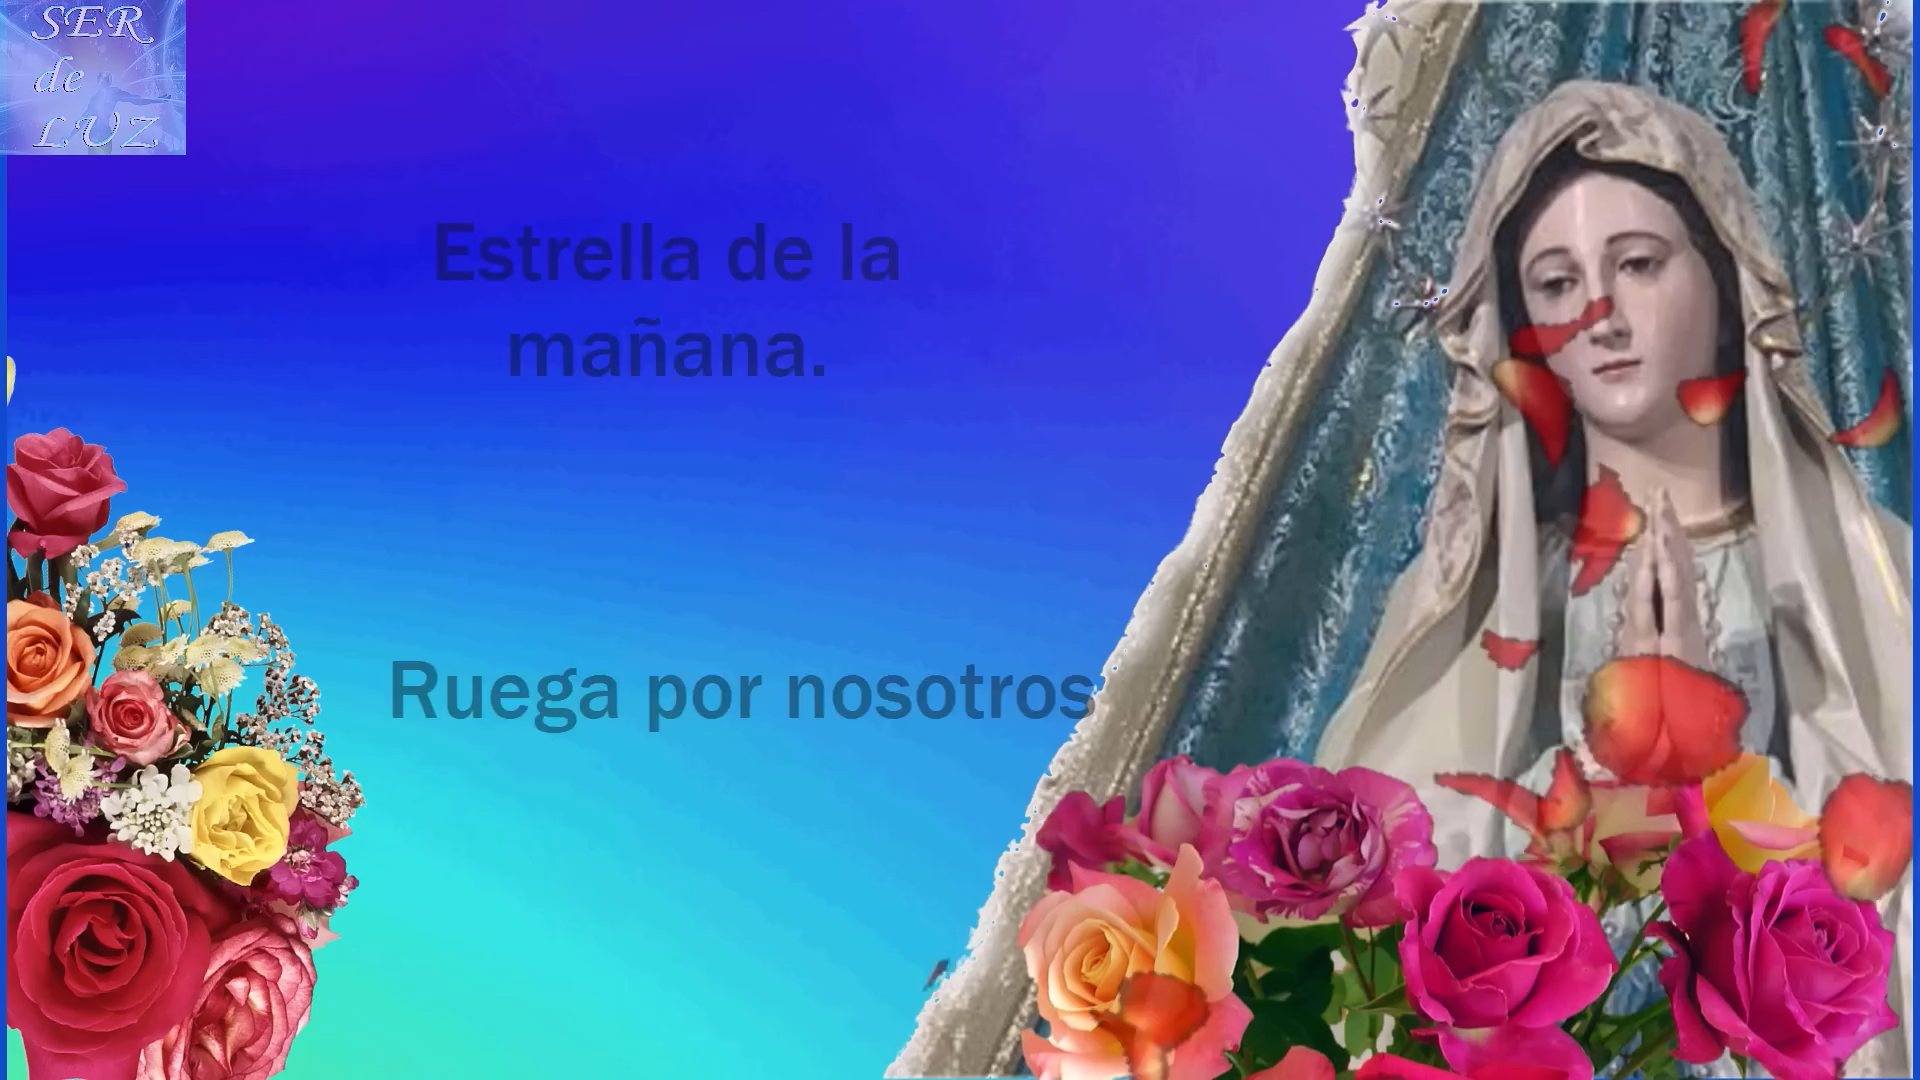 SER
de
LUZ
Estrella de la
mañana.
Ruega por nosotros